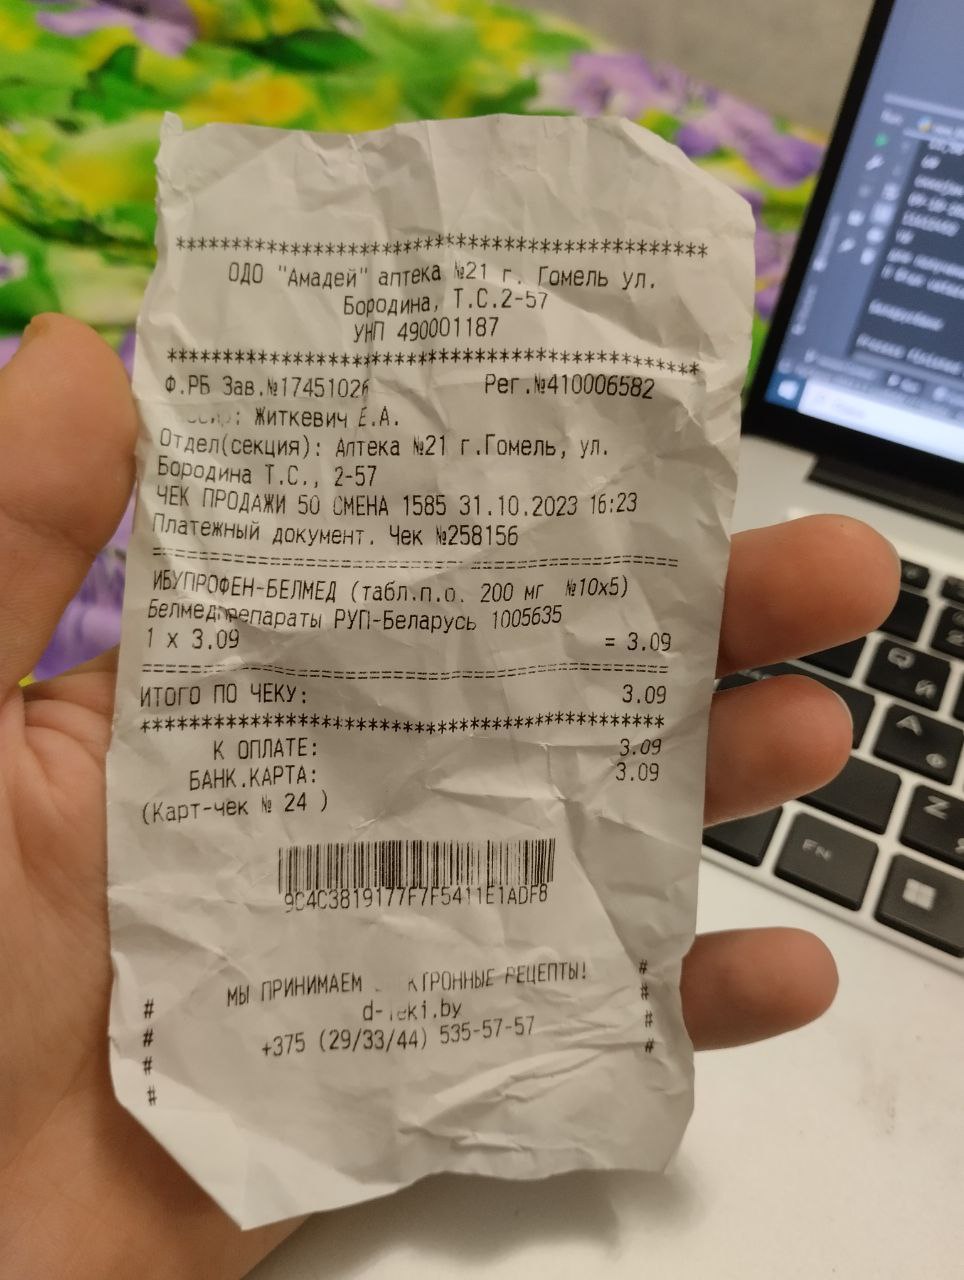 ****************************************
ОДО "Амадей" аптека №21 г. Гомель ул.
Бородина, Т.С.2-57
УНП 490001187
****************************************
Ф.РБ Зав.№17451026 Рег.№410006582
Житкевич Е.А.
Отдел(секция): Аптека №21 г.Гомель, ул.
Бородина Т.С., 2-57
ЧЕК ПРОДАЖИ 50 СМЕНА 1585 31.10.2023 16:23
Платежный документ. Чек №258156
========================================
ИБУПРОФЕН-БЕЛМЕД (табл.п.о. 200 мг №10x5)
Белмедпрепараты РУП-Беларусь 1005635
1 x 3.09 = 3.09
========================================
ИТОГО ПО ЧЕКУ: 3.09
****************************************
К ОПЛАТЕ: 3.09
БАНК.КАРТА: 3.09
(Карт-чек № 24 )
9C4C3819177F7F5411E1ADF8
# МЫ ПРИНИМАЕМ РЕЦЕПТЫ! #
# #
# +375 (29/33/44) 535-57-57 #
# #
FN